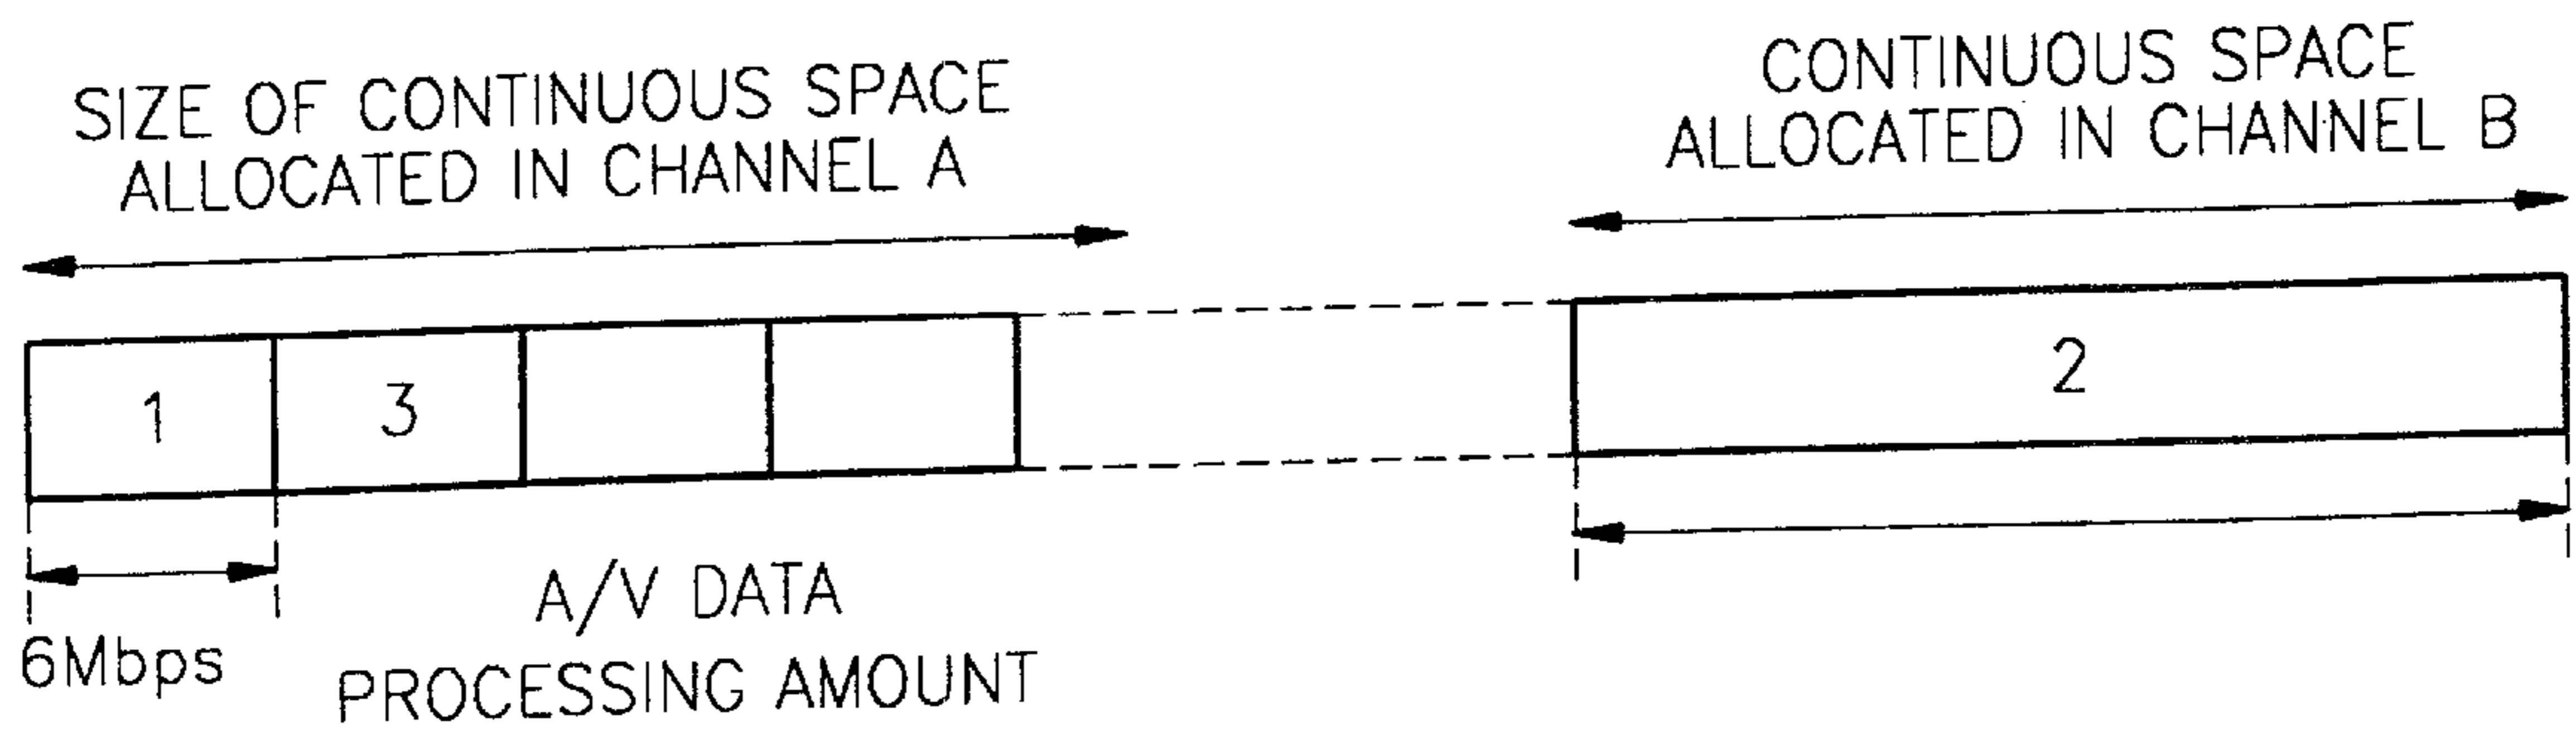 SIZE OF CONTINUOUS SPACE
ALLOCATED IN CHANNEL A
CONTINUOUS SPACE
ALLOCATED IN CHANNEL B
1
3
2
6Mbps
A/V DATA
PROCESSING AMOUNT